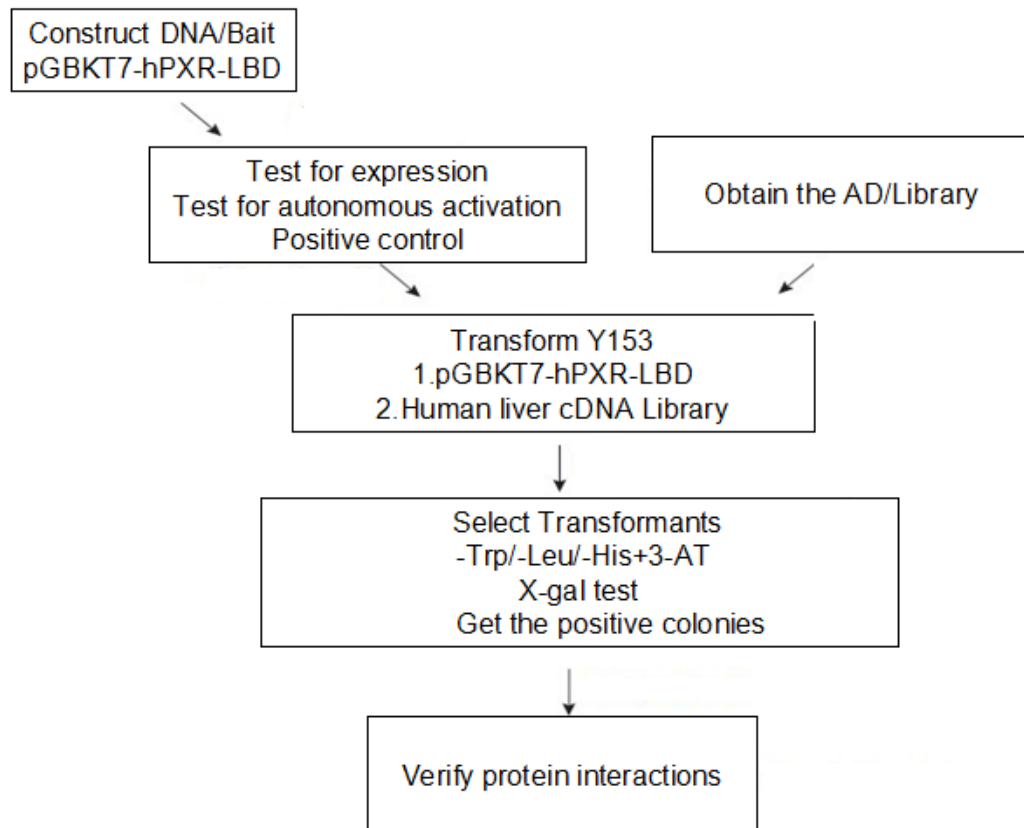 Construct DNA/Bait
pGBKT7-hPXR-LBD
Test for expression
Test for autonomous activation
Positive control
Obtain the AD/Library
Transform Y153
1.pGBKT7-hPXR-LBD
2.Human liver cDNA Library
Select Transformants
-Trp/-Leu/-His+3-AT
X-gal test
Get the positive colonies
Verify protein interactions